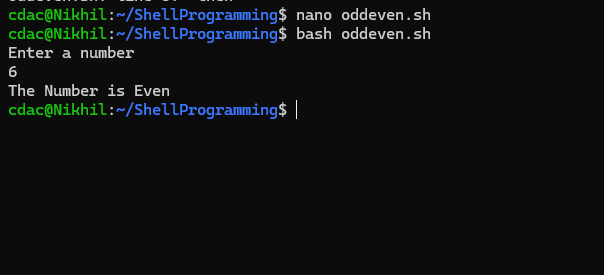 cdac@Nikhil:~/ShellProgramming$ nano oddeven.sh
cdac@Nikhil:~/ShellProgramming$ bash oddeven.sh
Enter a number
6
The Number is Even
cdac@Nikhil:~/ShellProgramming$